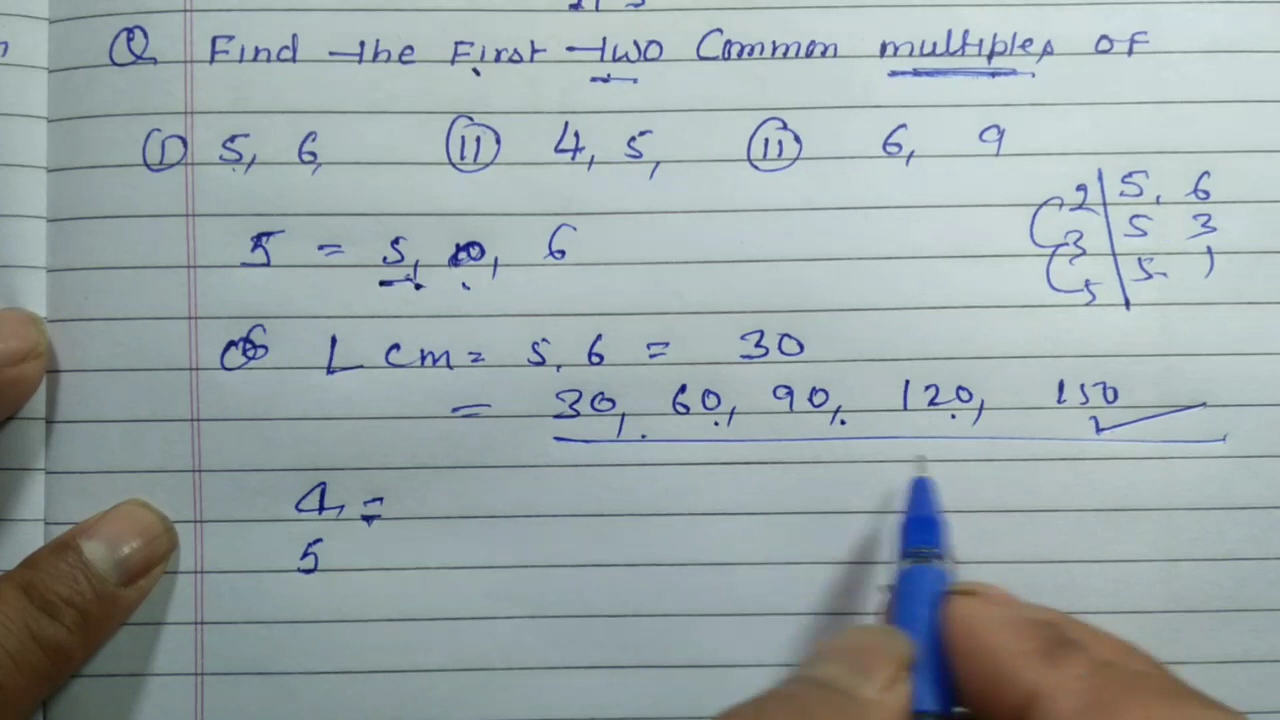 Q Find the First two Common multiples of
(I) 5, 6, (II) 4, 5, (II) 6, 9
2 | 5, 6
3 | 5 3
5 | 5 1
5 = 5, 10, 6
LCM = 5, 6 = 30
= 30, 60, 90, 120, 150
4, =
5